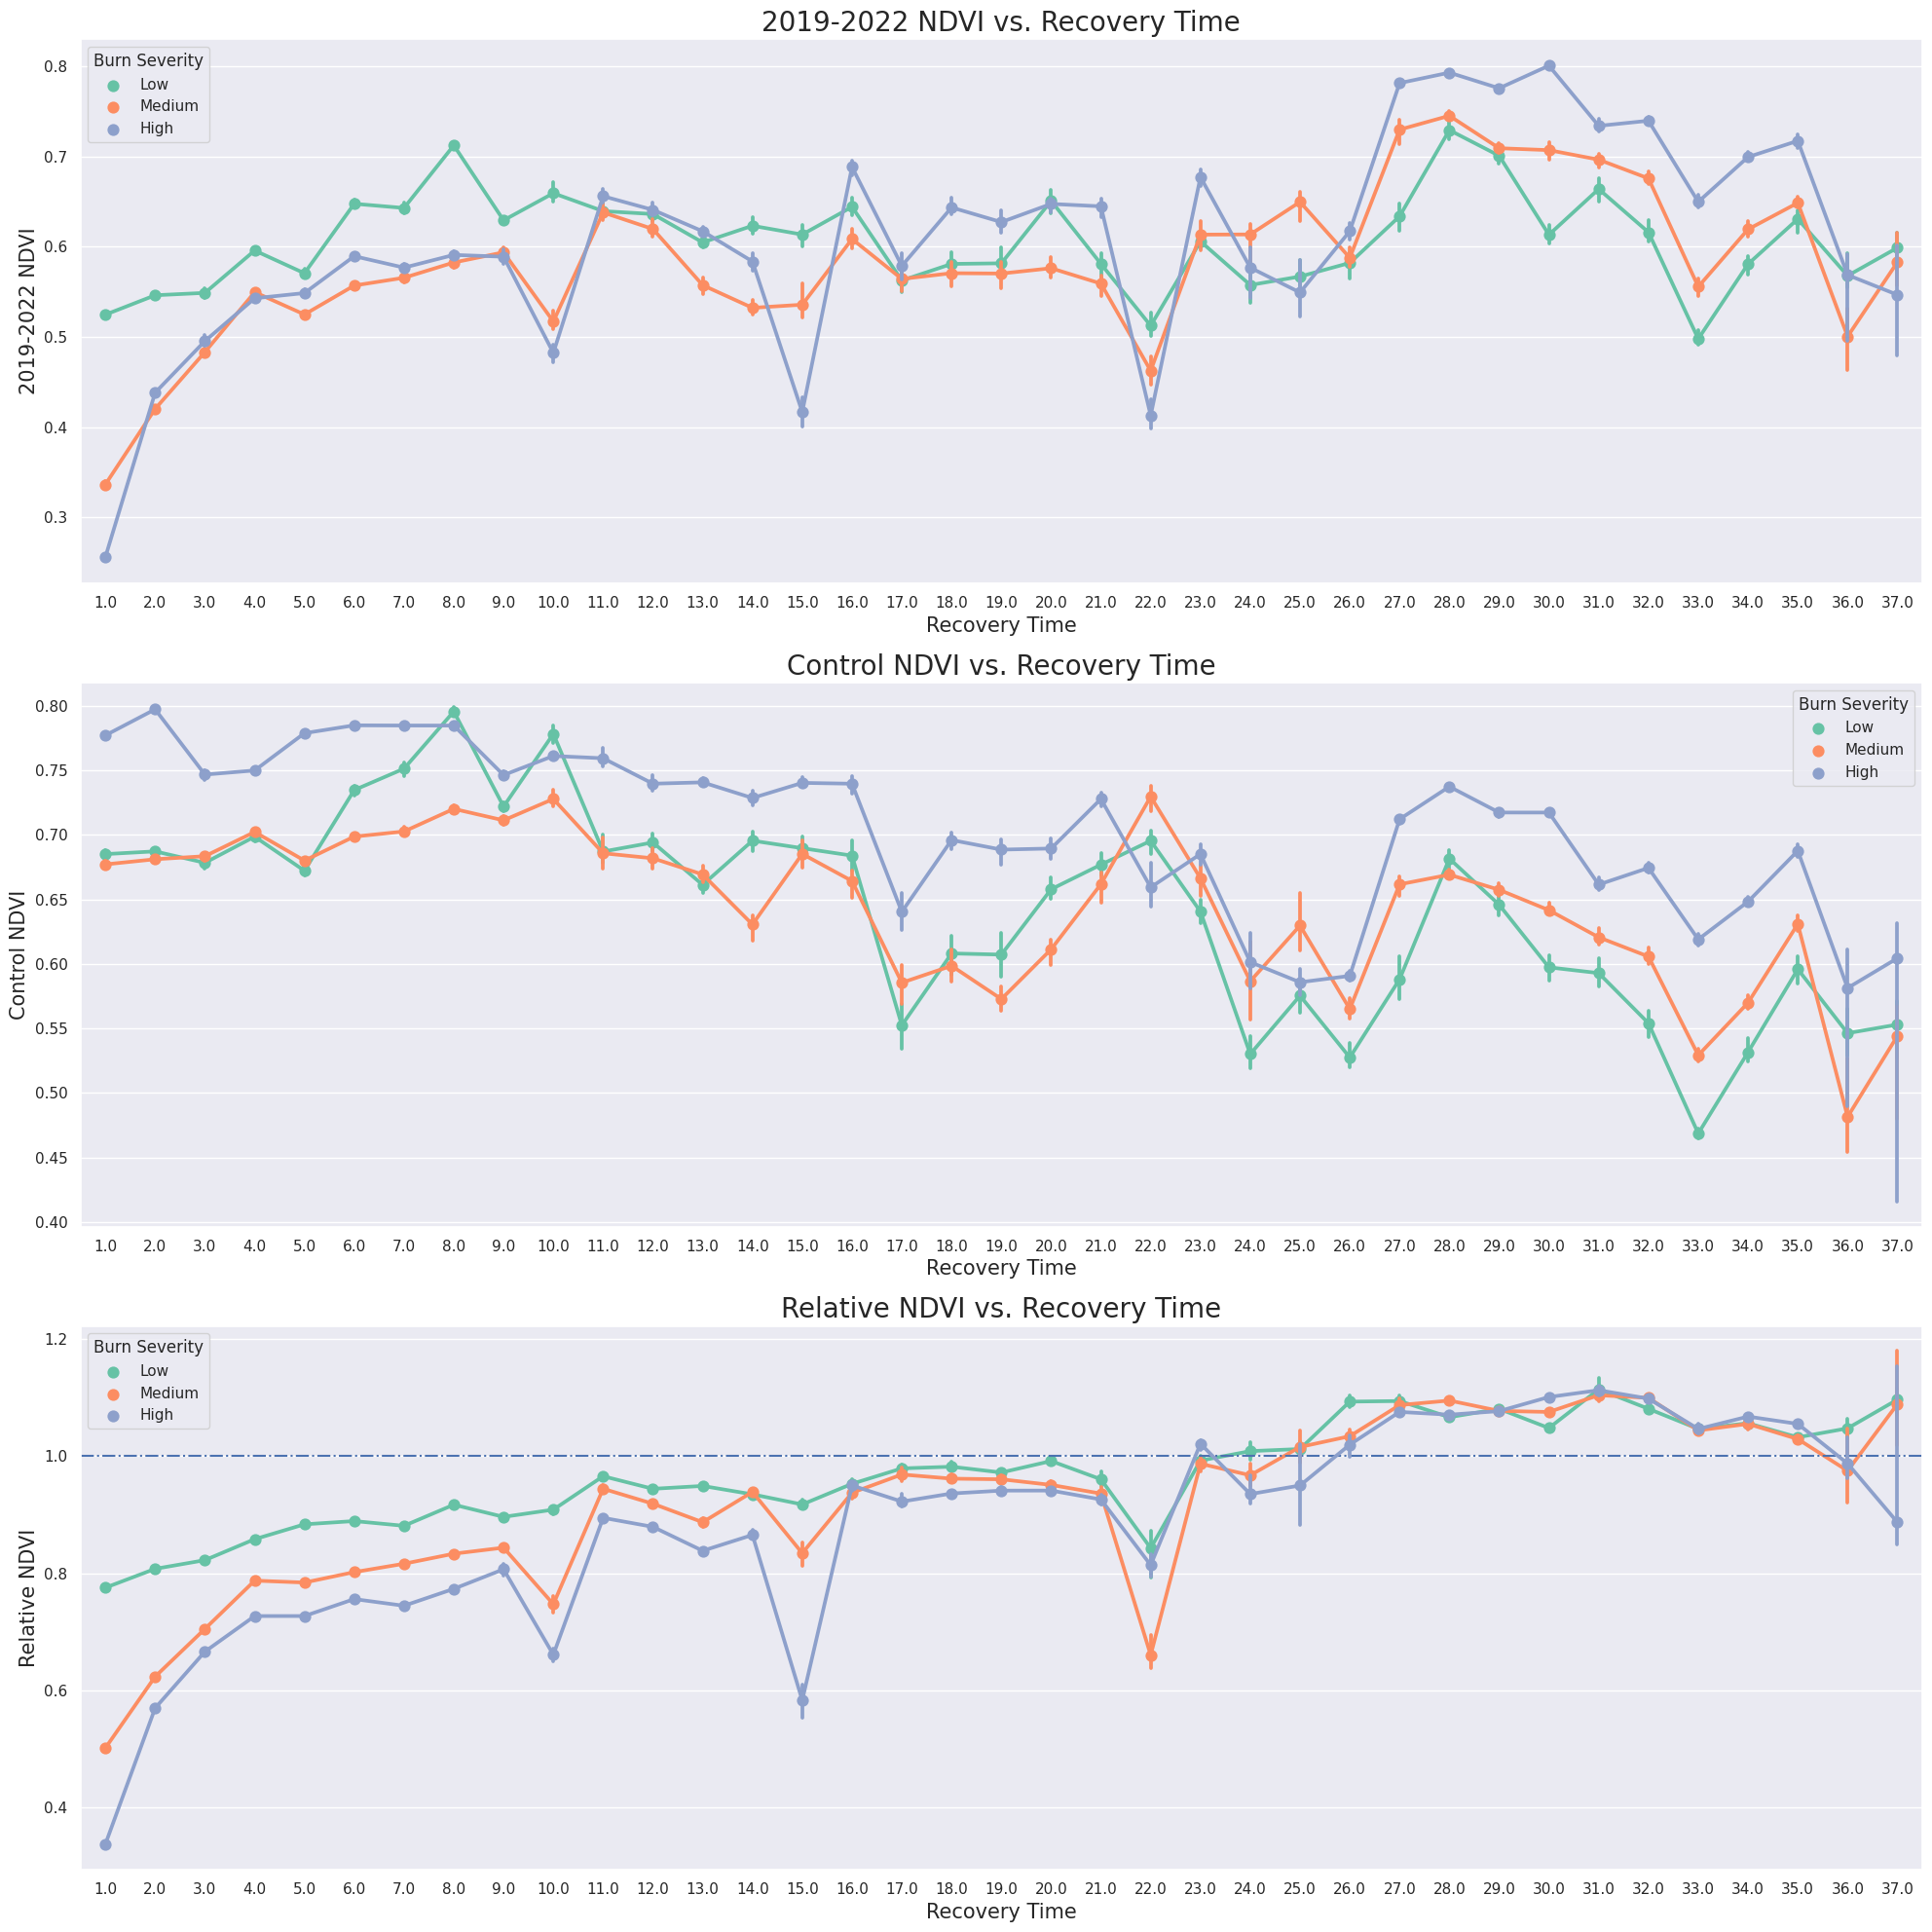 2019-2022 NDVI vs. Recovery Time
Burn Severity
Low
Medium
High
0.8
0.7
0.6
0.5
0.4
0.3
2019-2022 NDVI
1.0 2.0 3.0 4.0 5.0 6.0 7.0 8.0 9.0 10.0 11.0 12.0 13.0 14.0 15.0 16.0 17.0 18.0 19.0 20.0 21.0 22.0 23.0 24.0 25.0 26.0 27.0 28.0 29.0 30.0 31.0 32.0 33.0 34.0 35.0 36.0 37.0
Recovery Time
Control NDVI vs. Recovery Time
Burn Severity
Low
Medium
High
0.80
0.75
0.70
0.65
0.60
0.55
0.50
0.45
0.40
Control NDVI
1.0 2.0 3.0 4.0 5.0 6.0 7.0 8.0 9.0 10.0 11.0 12.0 13.0 14.0 15.0 16.0 17.0 18.0 19.0 20.0 21.0 22.0 23.0 24.0 25.0 26.0 27.0 28.0 29.0 30.0 31.0 32.0 33.0 34.0 35.0 36.0 37.0
Recovery Time
Relative NDVI vs. Recovery Time
Burn Severity
Low
Medium
High
1.2
1.0
0.8
0.6
0.4
Relative NDVI
1.0 2.0 3.0 4.0 5.0 6.0 7.0 8.0 9.0 10.0 11.0 12.0 13.0 14.0 15.0 16.0 17.0 18.0 19.0 20.0 21.0 22.0 23.0 24.0 25.0 26.0 27.0 28.0 29.0 30.0 31.0 32.0 33.0 34.0 35.0 36.0 37.0
Recovery Time